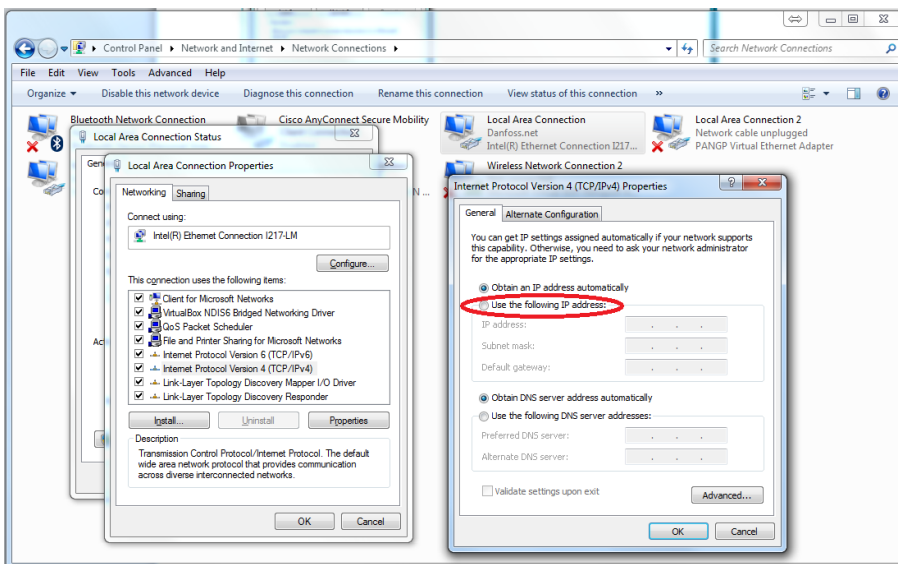 Control Panel ▸ Network and Internet ▸ Network Connections ▸
Search Network Connections
File Edit View Tools Advanced Help
Organize Disable this network device Diagnose this connection Rename this connection View status of this connection »
Bluetooth Network Connection
Cisco AnyConnect Secure Mobility
Local Area Connection
Danfoss.net
Intel(R) Ethernet Connection I217...
Local Area Connection 2
Network cable unplugged
PANGP Virtual Ethernet Adapter
Wireless Network Connection 2
N ...
Local Area Connection Status
Gen
Co
Ac
Local Area Connection Properties
Networking Sharing
Connect using:
Intel(R) Ethernet Connection I217-LM
Configure...
This connection uses the following items:
Client for Microsoft Networks
VirtualBox NDIS6 Bridged Networking Driver
QoS Packet Scheduler
File and Printer Sharing for Microsoft Networks
Internet Protocol Version 6 (TCP/IPv6)
Internet Protocol Version 4 (TCP/IPv4)
Link-Layer Topology Discovery Mapper I/O Driver
Link-Layer Topology Discovery Responder
Install... Uninstall Properties
Description
Transmission Control Protocol/Internet Protocol. The default
wide area network protocol that provides communication
across diverse interconnected networks.
OK Cancel
Internet Protocol Version 4 (TCP/IPv4) Properties
General Alternate Configuration
You can get IP settings assigned automatically if your network supports
this capability. Otherwise, you need to ask your network administrator
for the appropriate IP settings.
Obtain an IP address automatically
Use the following IP address:
IP address: . . .
Subnet mask: . . .
Default gateway: . . .
Obtain DNS server address automatically
Use the following DNS server addresses:
Preferred DNS server: . . .
Alternate DNS server: . . .
Validate settings upon exit
Advanced...
OK Cancel